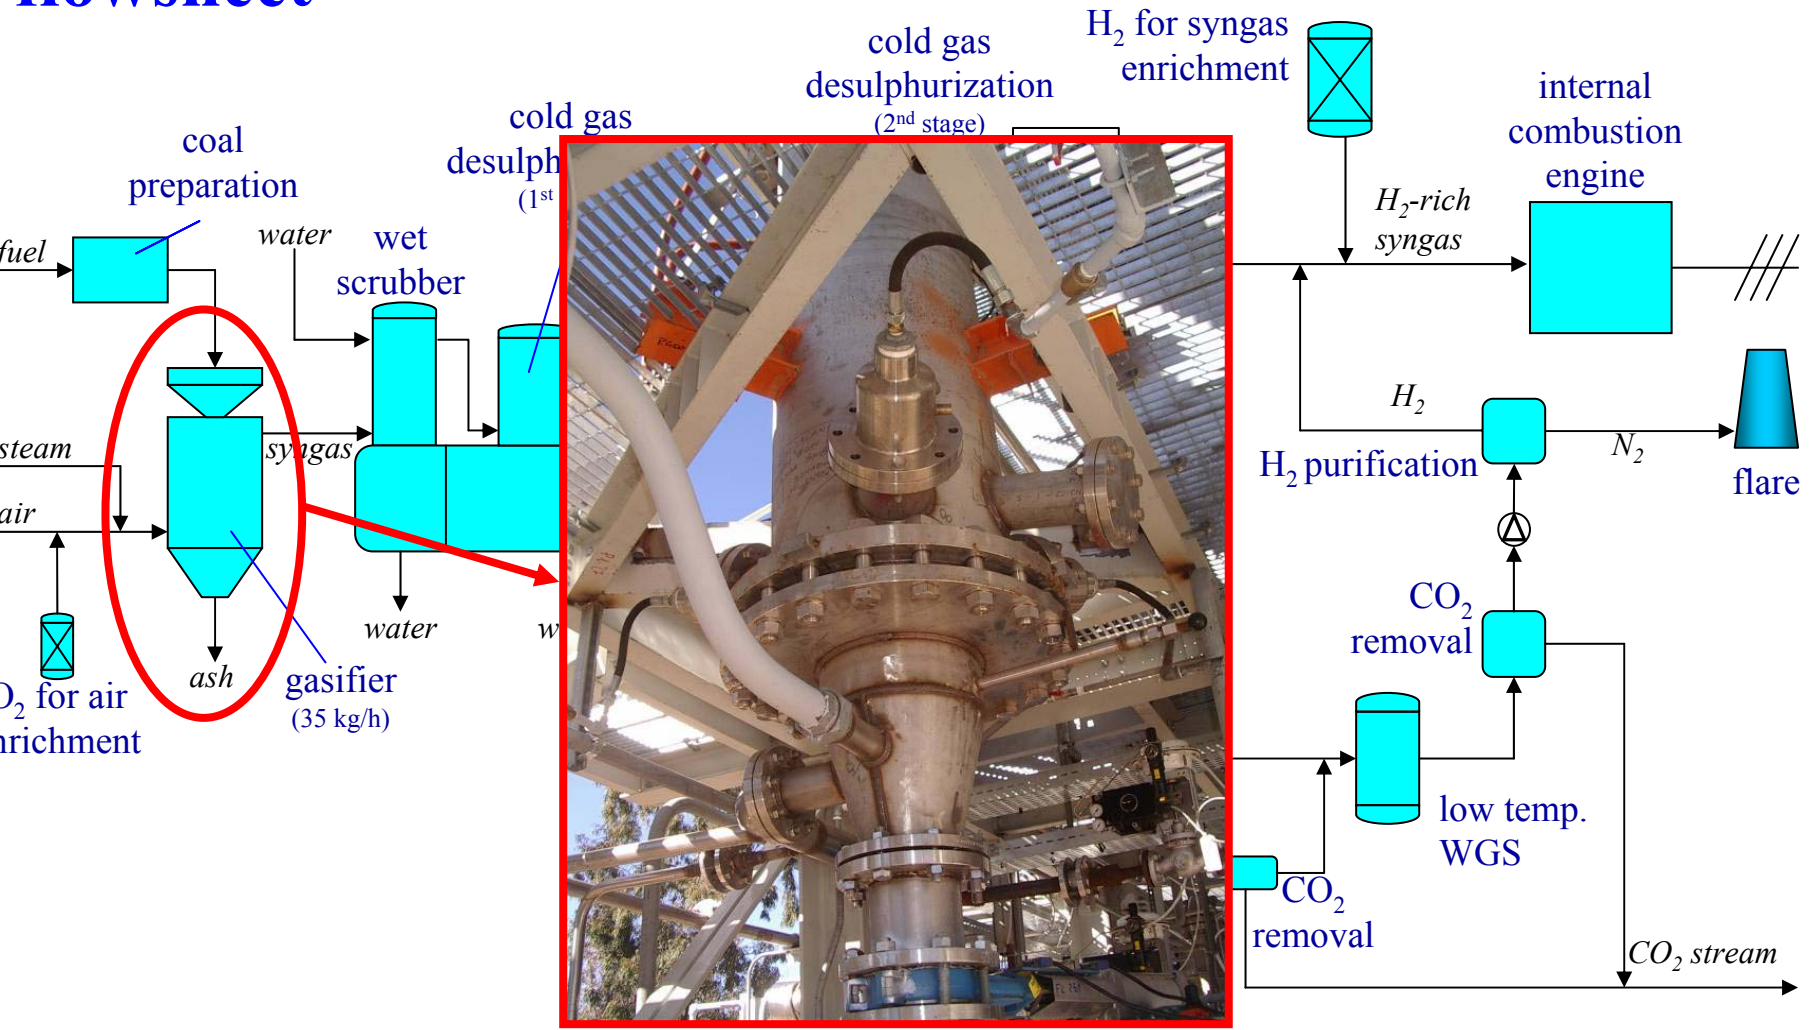 flowsheet
cold gas
desulphurization
(2nd stage)
H2 for syngas
enrichment
internal
combustion
engine
coal
preparation
cold gas
desulph
(1st
fuel
water
wet
scrubber
H2-rich
syngas
steam
syngas
air
H2
H2 purification
N2
flare
water
w
ash
gasifier
(35 kg/h)
O2 for air
nrichment
CO2
removal
low temp.
WGS
CO2
removal
CO2 stream